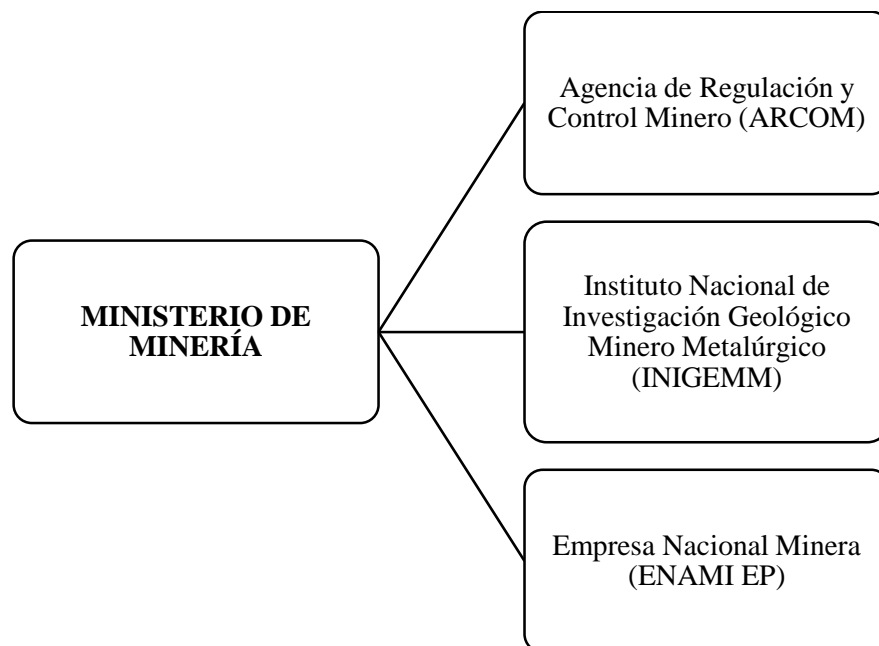 Agencia de Regulación y
Control Minero (ARCOM)
MINISTERIO DE
MINERÍA
Instituto Nacional de
Investigación Geológico
Minero Metalúrgico
(INIGEMM)
Empresa Nacional Minera
(ENAMI EP)